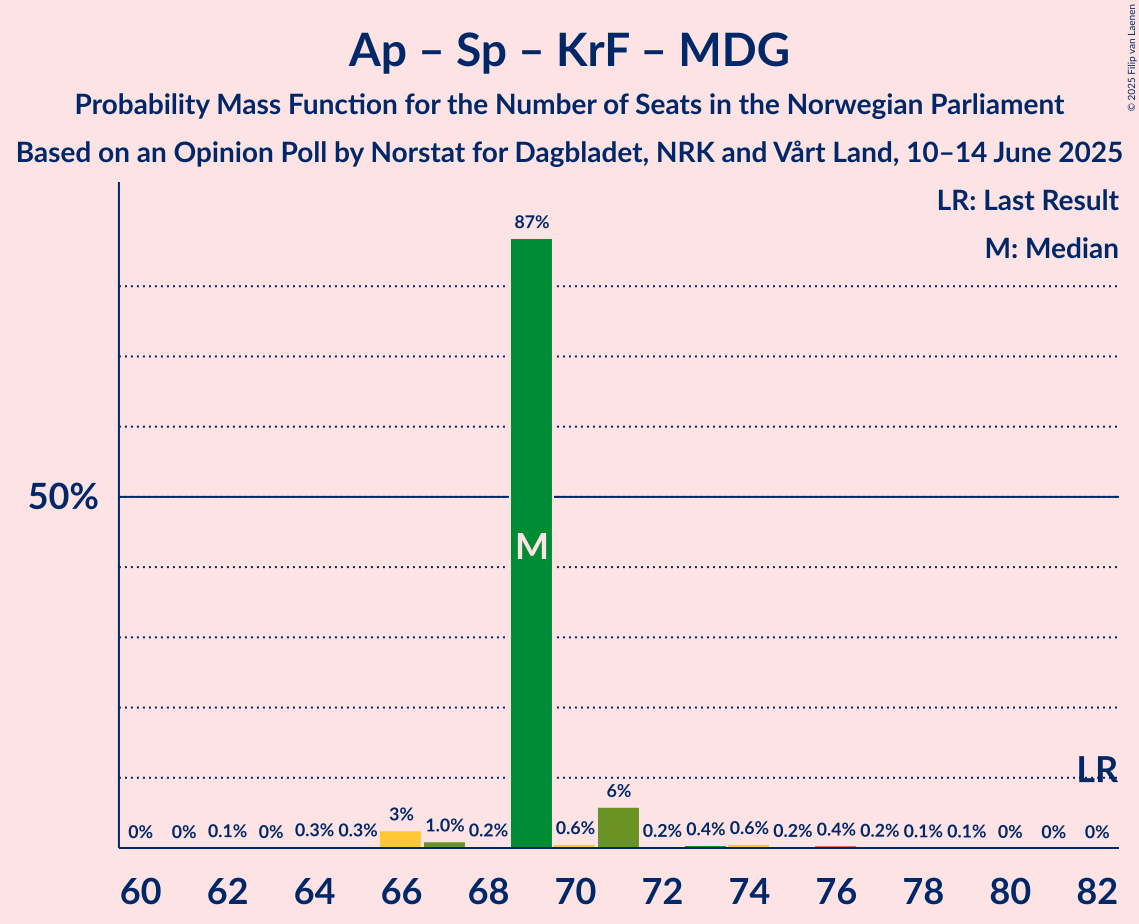 Ap – Sp – KrF – MDG
Probability Mass Function for the Number of Seats in the Norwegian Parliament
Based on an Opinion Poll by Norstat for Dagbladet, NRK and Vårt Land, 10–14 June 2025
© 2025 Filip van Laenen
LR: Last Result
M: Median
87%
50%
M
LR
0% 0% 0.1% 0% 0.3% 0.3% 3% 1.0% 0.2% 0.6% 6% 0.2% 0.4% 0.6% 0.2% 0.4% 0.2% 0.1% 0.1% 0% 0% 0%
60 62 64 66 68 70 72 74 76 78 80 82